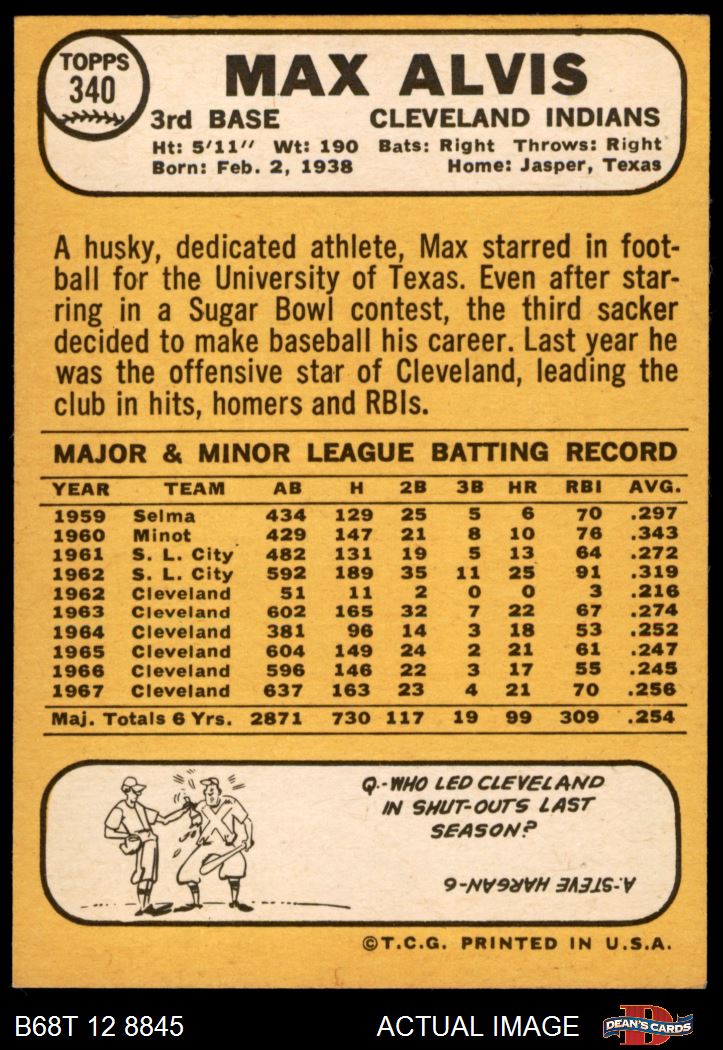 TOPPS
340
MAX ALVIS
3rd BASE CLEVELAND INDIANS
Ht: 5'11" Wt: 190 Bats: Right Throws: Right
Born: Feb. 2, 1938 Home: Jasper, Texas
A husky, dedicated athlete, Max starred in foot-
ball for the University of Texas. Even after star-
ring in a Sugar Bowl contest, the third sacker
decided to make baseball his career. Last year he
was the offensive star of Cleveland, leading the
club in hits, homers and RBIs.
MAJOR & MINOR LEAGUE BATTING RECORD
YEAR TEAM AB H 2B 3B HR RBI AVG.
1959 Selma 434 129 25 5 6 70 .297
1960 Minot 429 147 21 8 10 76 .343
1961 S. L. City 482 131 19 5 13 64 .272
1962 S. L. City 592 189 35 11 25 91 .319
1962 Cleveland 51 11 2 0 0 3 .216
1963 Cleveland 602 165 32 7 22 67 .274
1964 Cleveland 381 96 14 3 18 53 .252
1965 Cleveland 604 149 24 2 21 61 .247
1966 Cleveland 596 146 22 3 17 55 .245
1967 Cleveland 637 163 23 4 21 70 .256
Maj. Totals 6 Yrs. 2871 730 117 19 99 309 .254
Q.-WHO LED CLEVELAND
IN SHUT-OUTS LAST
SEASON?
A.-STEVE HARGAN-6
©T.C.G. PRINTED IN U.S.A.
B68T 12 8845 ACTUAL IMAGE DEAN'S CARDS